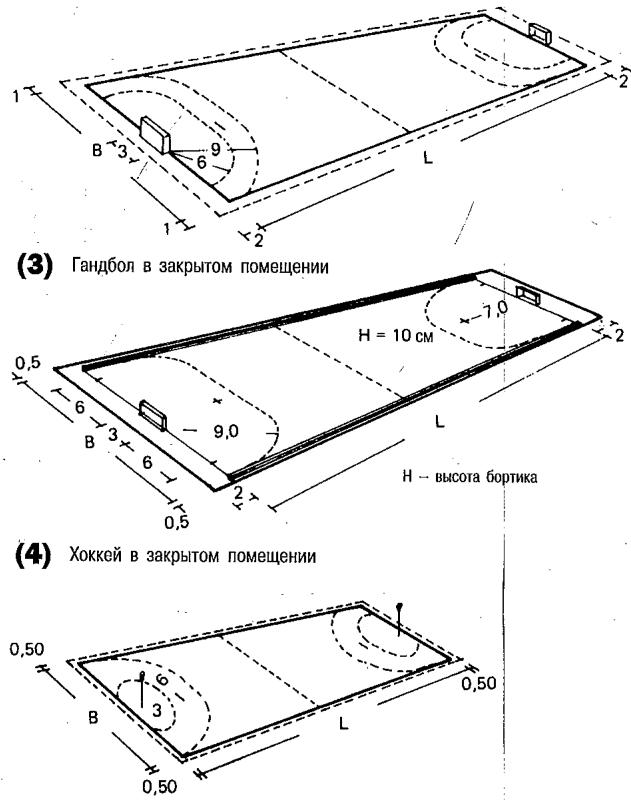 1
B
3
9
6
1
2
L
2
(3) Гандбол в закрытом помещении
7,0
H = 10 см
2
0,5
6
3
B
6
9,0
L
2
0,5
H – высота бортика
(4) Хоккей в закрытом помещении
0,50
6
3
B
L
0,50
0,50